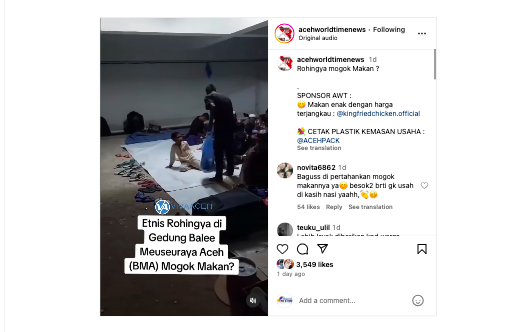 acehworldtimenews • Following
Original audio
acehworldtimenews 1d
Rohingya mogok Makan ?
.
SPONSOR AWT :
😋 Makan enak dengan harga
terjangkau : @kingfriedchicken.official
🎉 CETAK PLASTIK KEMASAN USAHA :
@ACEHPACK
See translation
novita6862 1d
Baguss di pertahankan mogok
makannya ya😊 besok2 brti gk usah
di kasih nasi yaahh,👏😊
54 likes Reply See translation
teuku_ulil 1d
3,549 likes
1 day ago
Add a comment...
Etnis Rohingya di
Gedung Balee
Meuseuraya Aceh
(BMA) Mogok Makan?